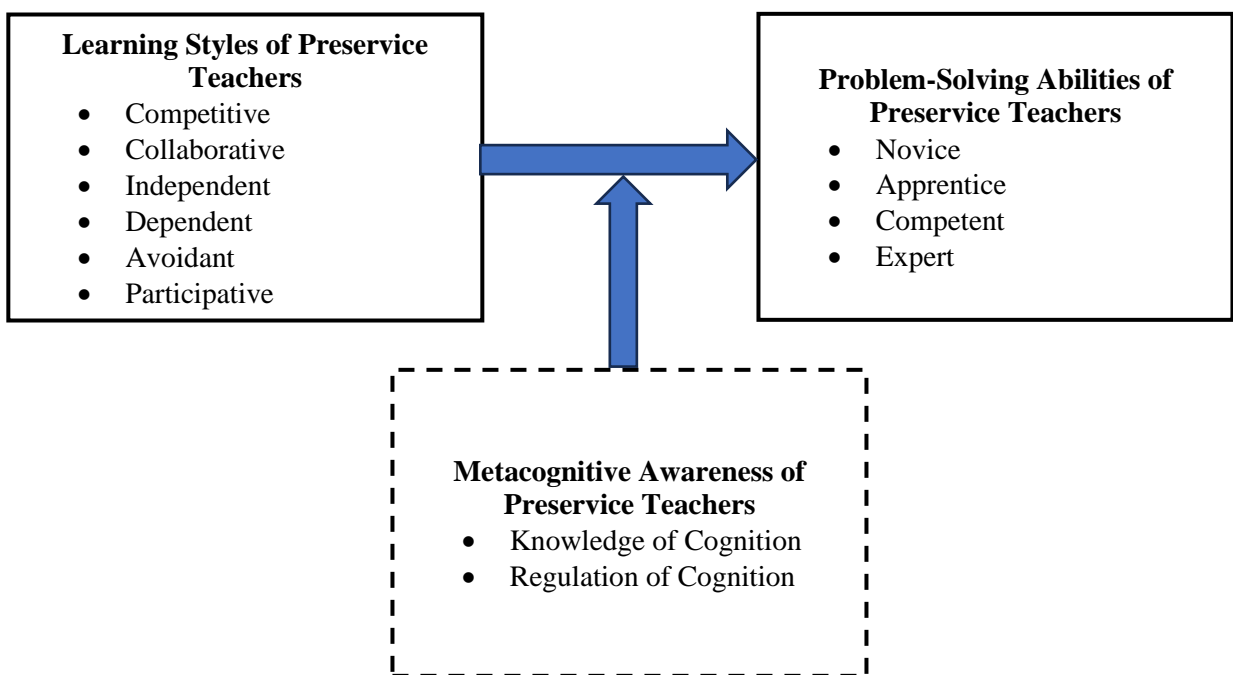 Learning Styles of Preservice
Teachers
• Competitive
• Collaborative
• Independent
• Dependent
• Avoidant
• Participative
Problem-Solving Abilities of
Preservice Teachers
• Novice
• Apprentice
• Competent
• Expert
Metacognitive Awareness of
Preservice Teachers
• Knowledge of Cognition
• Regulation of Cognition